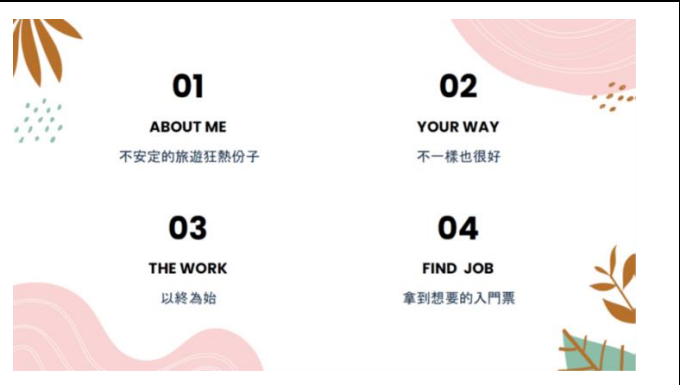 01
ABOUT ME
不安定的旅遊狂熱份子
02
YOUR WAY
不一樣也很好
03
THE WORK
以終為始
04
FIND JOB
拿到想要的入門票